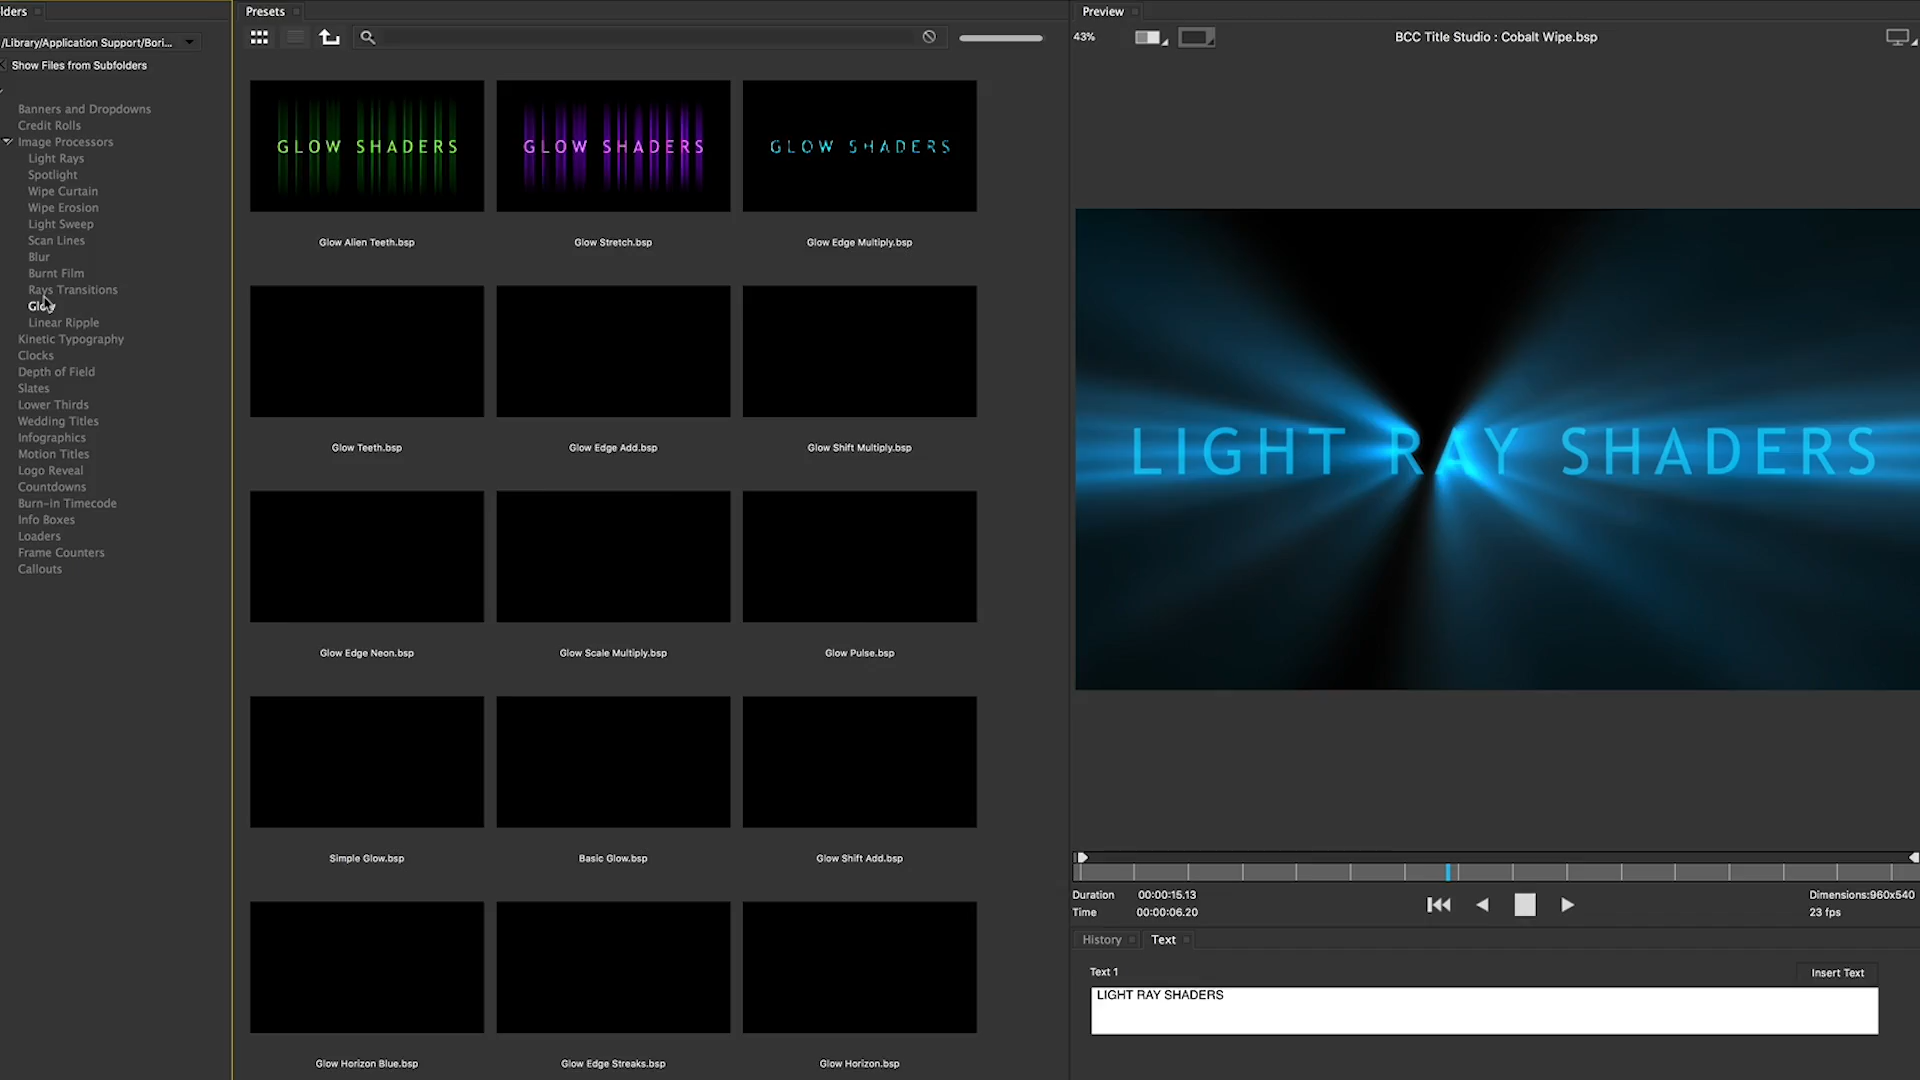 lders
Presets
Preview
/Library/Application Support/Bori...
43%
BCC Title Studio : Cobalt Wipe.bsp
Show Files from Subfolders
Banners and Dropdowns
Credit Rolls
Image Processors
Light Rays
Spotlight
Wipe Curtain
Wipe Erosion
Light Sweep
Scan Lines
Blur
Burnt Film
Rays Transitions
Glow
Linear Ripple
Kinetic Typography
Clocks
Depth of Field
Slates
Lower Thirds
Wedding Titles
Infographics
Motion Titles
Logo Reveal
Countdowns
Burn-in Timecode
Info Boxes
Loaders
Frame Counters
Callouts
GLOW SHADERS
GLOW SHADERS
GLOW SHADERS
Glow Alien Teeth.bsp
Glow Stretch.bsp
Glow Edge Multiply.bsp
Glow Teeth.bsp
Glow Edge Add.bsp
Glow Shift Multiply.bsp
Glow Edge Neon.bsp
Glow Scale Multiply.bsp
Glow Pulse.bsp
Simple Glow.bsp
Basic Glow.bsp
Glow Shift Add.bsp
Glow Horizon Blue.bsp
Glow Edge Streaks.bsp
Glow Horizon.bsp
LIGHT RAY SHADERS
Duration 00:00:15.13
Time 00:00:06.20
Dimensions:960x540
23 fps
History
Text
Text 1
Insert Text
LIGHT RAY SHADERS